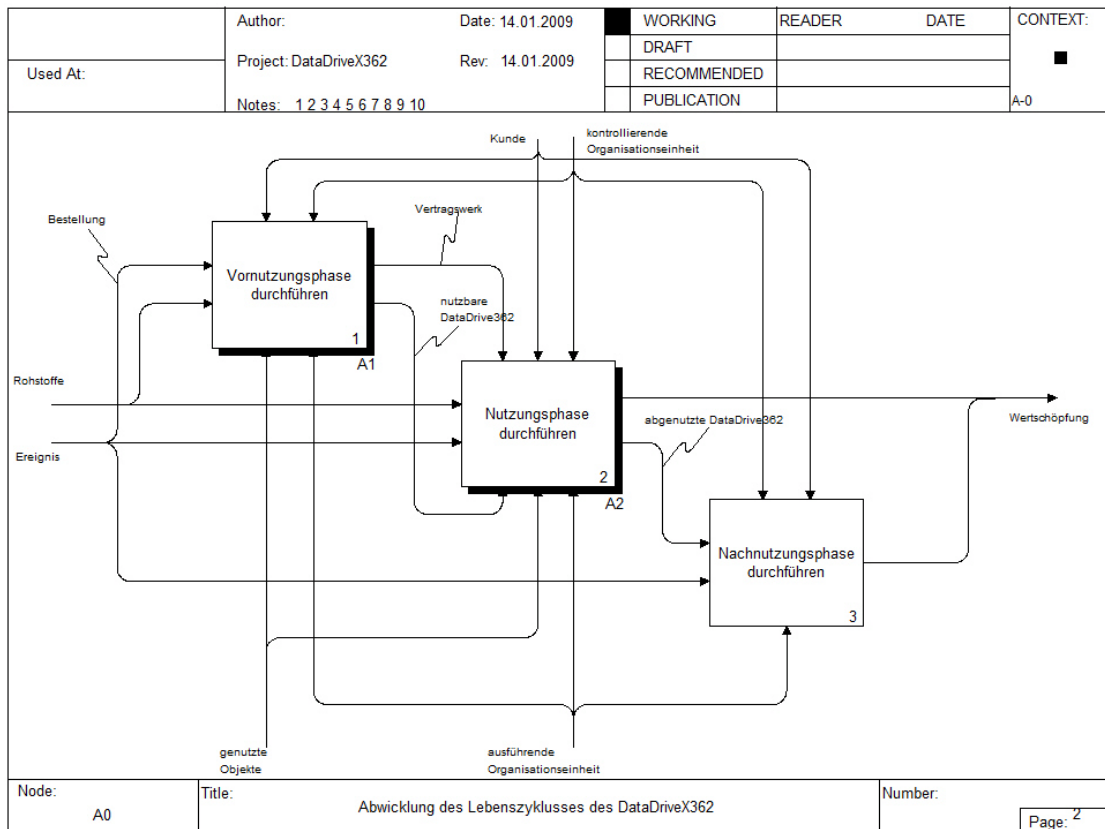 Used At:
Author:
Date: 14.01.2009
Project: DataDriveX362
Rev: 14.01.2009
Notes: 1 2 3 4 5 6 7 8 9 10
WORKING
DRAFT
RECOMMENDED
PUBLICATION
READER DATE
CONTEXT:
A-0
Kunde
kontrollierende
Organisationseinheit
Bestellung
Vertragswerk
Vornutzungsphase
durchführen
1
A1
nutzbare
DataDrive362
Rohstoffe
Ereignis
Nutzungsphase
durchführen
2
A2
abgenutzte DataDrive362
Wertschöpfung
Nachnutzungsphase
durchführen
3
genutzte
Objekte
ausführende
Organisationseinheit
Node:
A0
Title:
Abwicklung des Lebenszyklusses des DataDriveX362
Number:
Page: 2